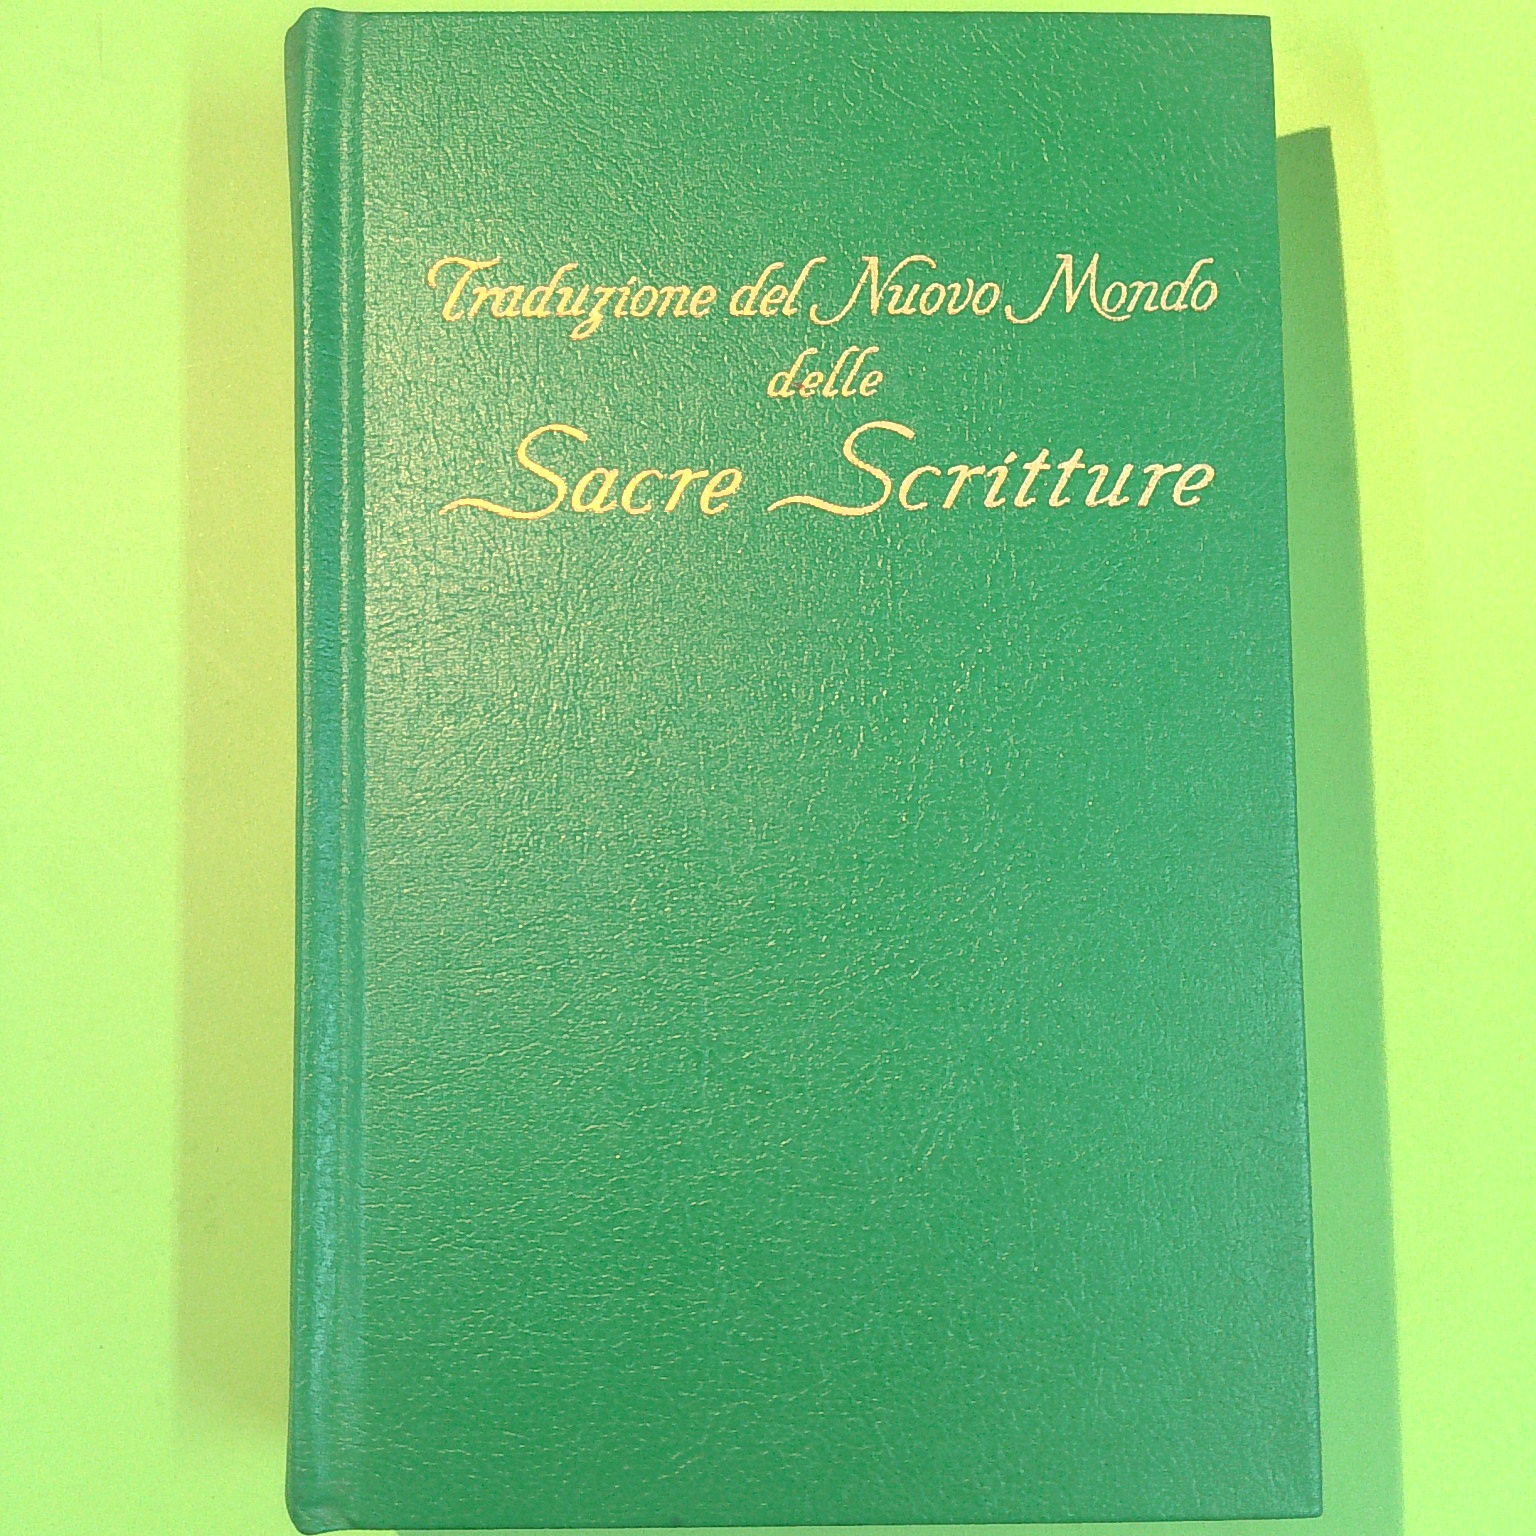 Traduzione del Nuovo Mondo
delle
Sacre Scritture